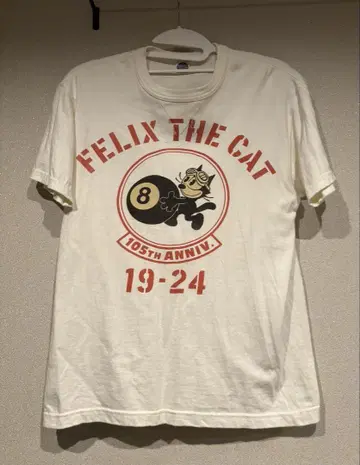 FELIX THE CAT
8
105TH ANNIV.
19-24